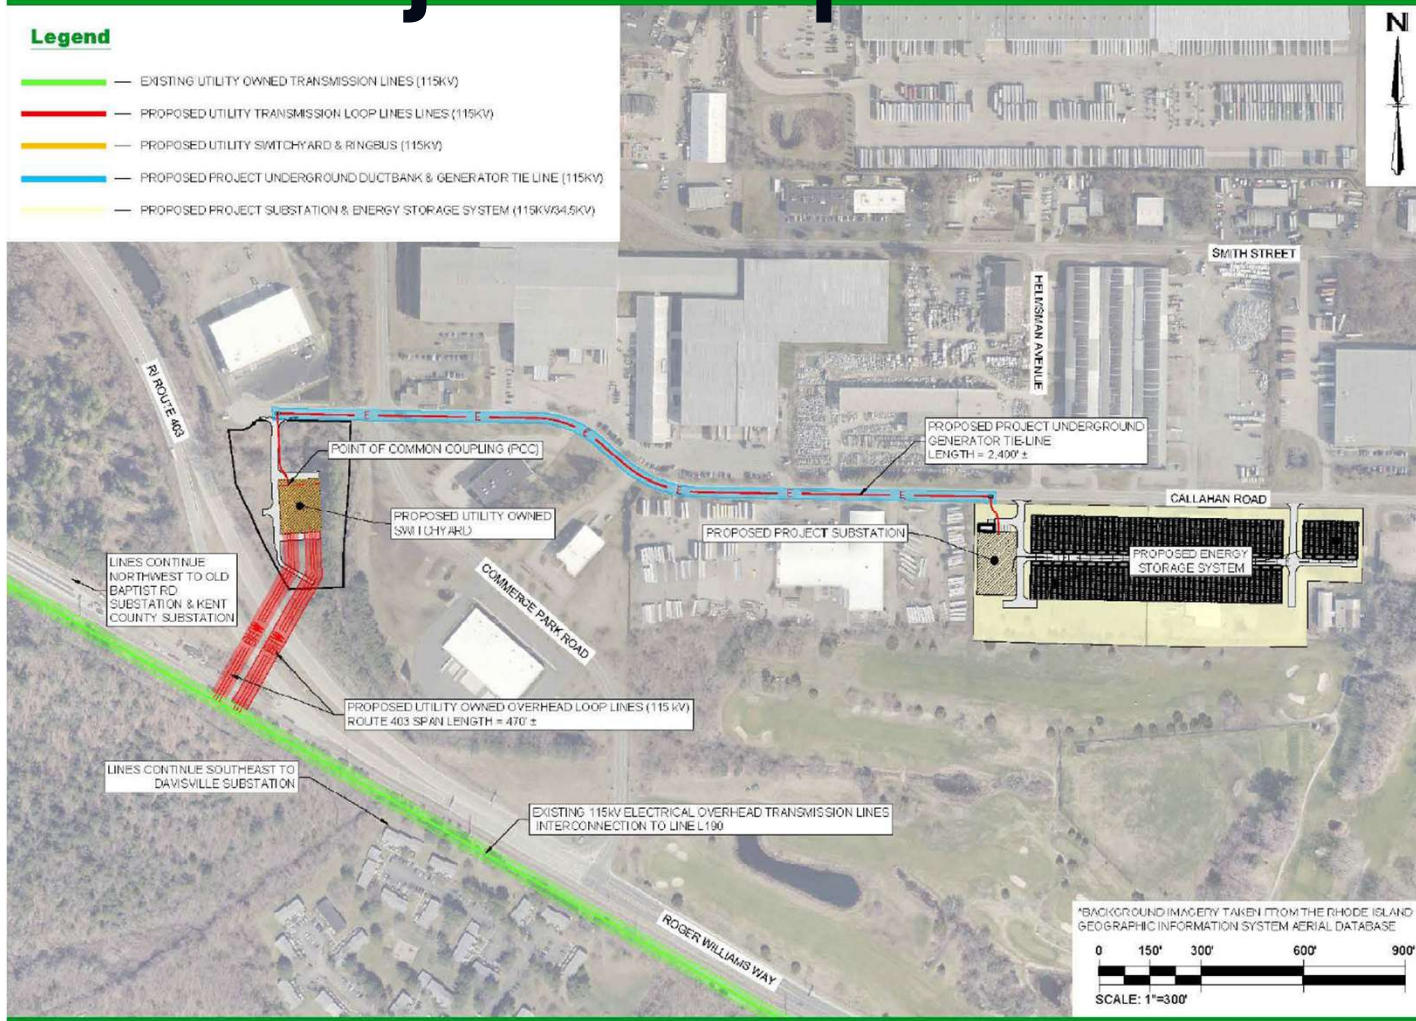 Legend
N
EXISTING UTILITY OWNED TRANSMISSION LINES (115KV)
PROPOSED UTILITY TRANSMISSION LOOP LINES LINES (115KV)
PROPOSED UTILITY SWITCHYARD & RINGBUS (115KV)
PROPOSED PROJECT UNDERGROUND DUCTBANK & GENERATOR TIE LINE (115KV)
PROPOSED PROJECT SUBSTATION & ENERGY STORAGE SYSTEM (115KV/34.5KV)
SMITH STREET
HELMSMAN AVENUE
RI ROUTE 403
E
E
E
E
E
E
PROPOSED PROJECT UNDERGROUND
GENERATOR TIE-LINE
LENGTH = 2,400' ±
POINT OF COMMON COUPLING (PCC)
CALLAHAN ROAD
PROPOSED UTILITY OWNED
SWITCHYARD
PROPOSED PROJECT SUBSTATION
PROPOSED ENERGY
STORAGE SYSTEM
LINES CONTINUE
NORTHWEST TO OLD
BAPTIST RD
SUBSTATION & KENT
COUNTY SUBSTATION
COMMERCE PARK ROAD
PROPOSED UTILITY OWNED OVERHEAD LOOP LINES (115 kV)
ROUTE 403 SPAN LENGTH = 470' ±
LINES CONTINUE SOUTHEAST TO
DAVISVILLE SUBSTATION
EXISTING 115kV ELECTRICAL OVERHEAD TRANSMISSION LINES
INTERCONNECTION TO LINE L190
ROGER WILLIAMS WAY
*BACKGROUND IMAGERY TAKEN FROM THE RHODE ISLAND
GEOGRAPHIC INFORMATION SYSTEM AERIAL DATABASE
0 150' 300' 600' 900'
SCALE: 1"=300'